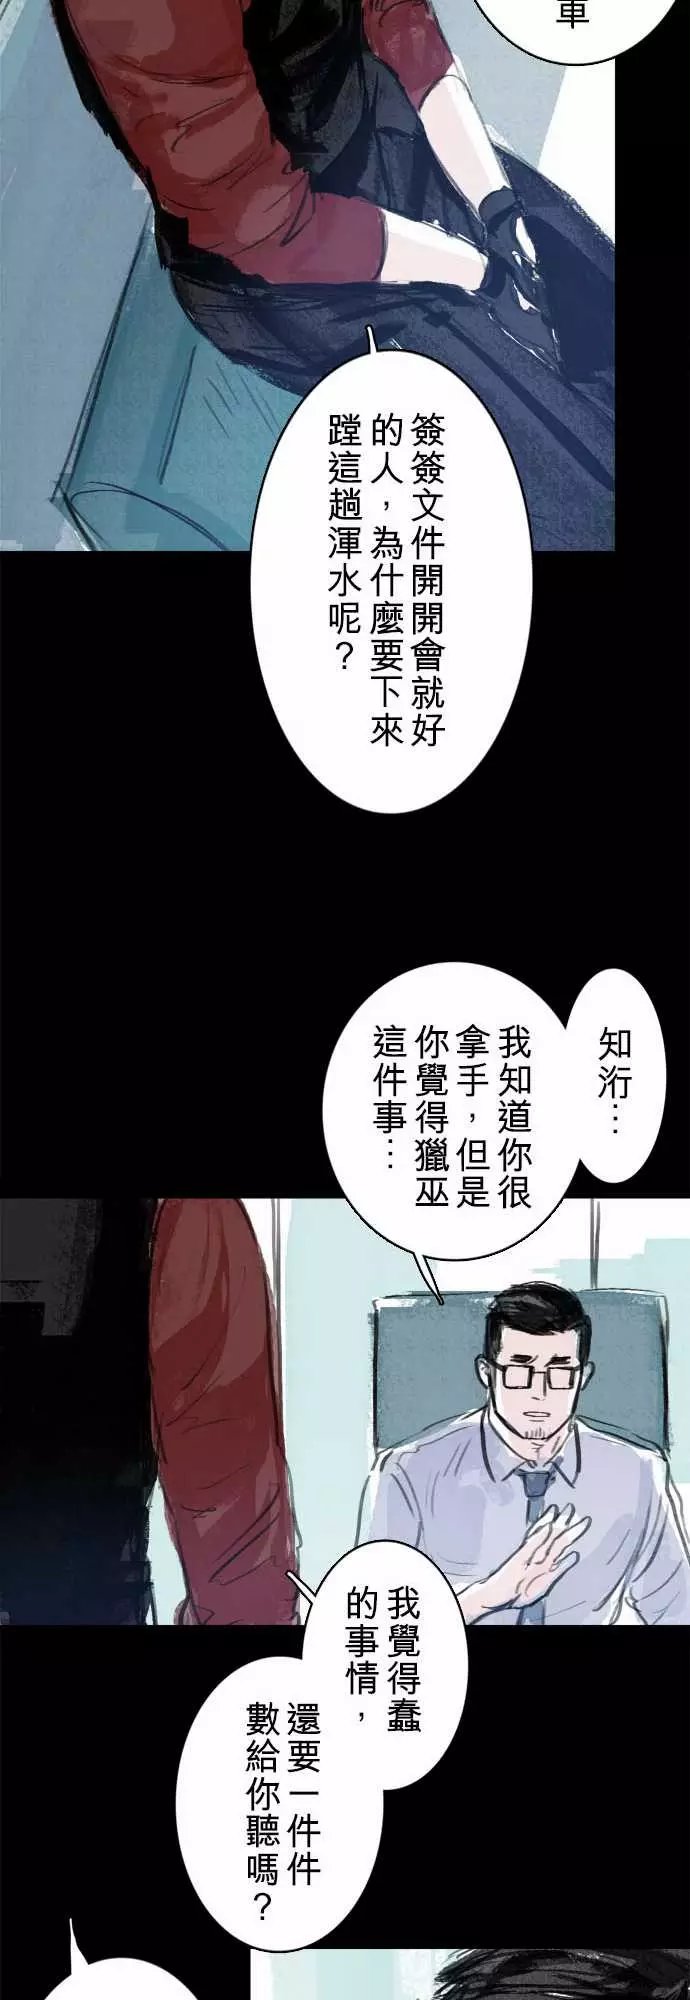 車
簽簽文件開開會就好
的人，為什麼要下來
蹚這趟渾水呢？
知洐…
我知道你很
拿手，但是
你覺得獵巫
這件事…
我覺得蠢
的事情，
還要一件件
數給你聽嗎？